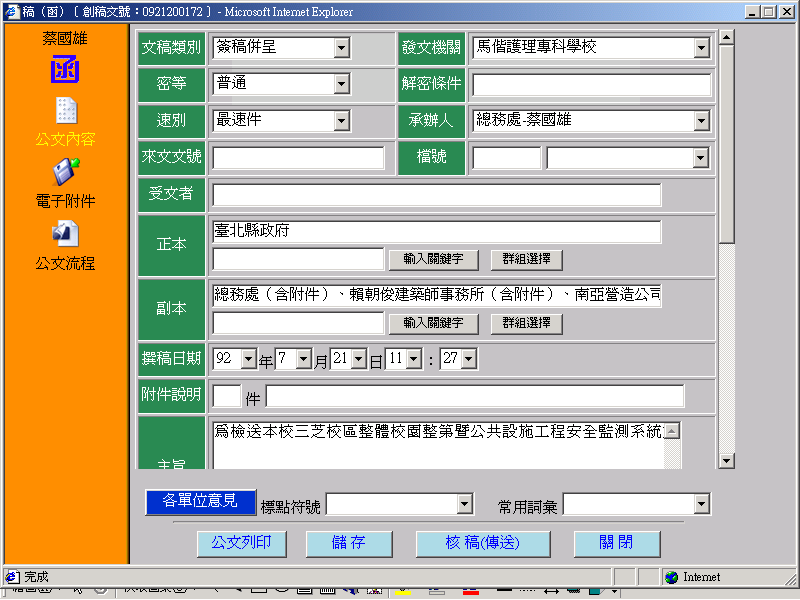 稿（函）〔 創稿文號：0921200172 〕 - Microsoft Internet Explorer
蔡國雄
函
公文內容
電子附件
公文流程
文稿類別 簽稿併呈 發文機關 馬偕護理專科學校
密等 普通 解密條件
速別 最速件 承辦人 總務處-蔡國雄
來文文號 檔號
受文者
正本 臺北縣政府
輸入關鍵字 群組選擇
副本 總務處（含附件）、賴朝俊建築師事務所（含附件）、南亞營造公司
輸入關鍵字 群組選擇
撰稿日期 92 年 7 月 21 日 11 : 27
附件說明 件
主旨 為檢送本校三芝校區整體校園整第暨公共設施工程安全監測系統
各單位意見 標點符號 常用詞彙
公文列印 儲存 核稿(傳送) 關閉
完成 Internet